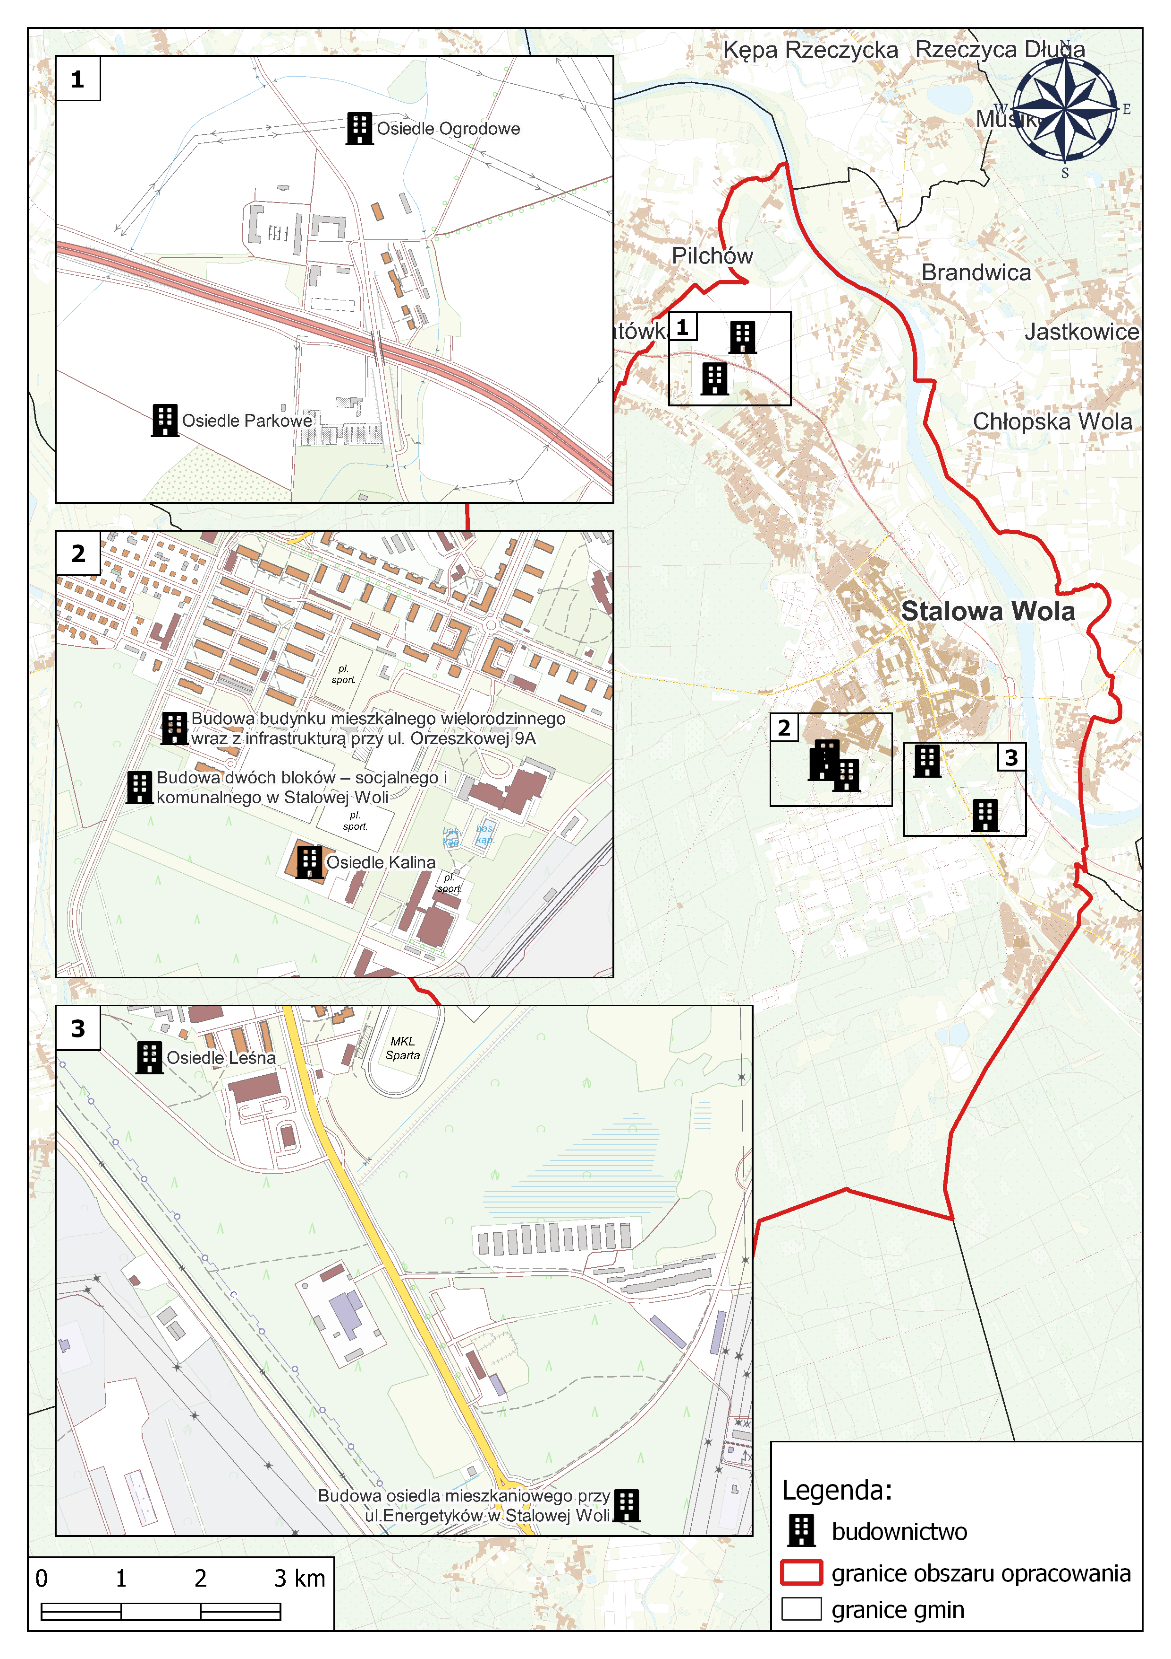 Kępa Rzeczycka
Rzeczyca Długa
N
W
E
S
1
Osiedle Ogrodowe
Osiedle Parkowe
Pilchów
Brandwica
1
Jastkowice
Chłopska Wola
2
pl.
sport.
Budowa budynku mieszkalnego wielorodzinnego
wraz z infrastrukturą przy ul. Orzeszkowej 9A
Budowa dwóch bloków – socjalnego i
komunalnego w Stalowej Woli
pl.
sport.
Osiedle Kalina
pl.
sport.
Stalowa Wola
2
3
3
Osiedle Leśna
MKL
Sparta
Budowa osiedla mieszkaniowego przy
ul.Energetyków w Stalowej Woli
Legenda:
budownictwo
granice obszaru opracowania
granice gmin
0 1 2 3 km